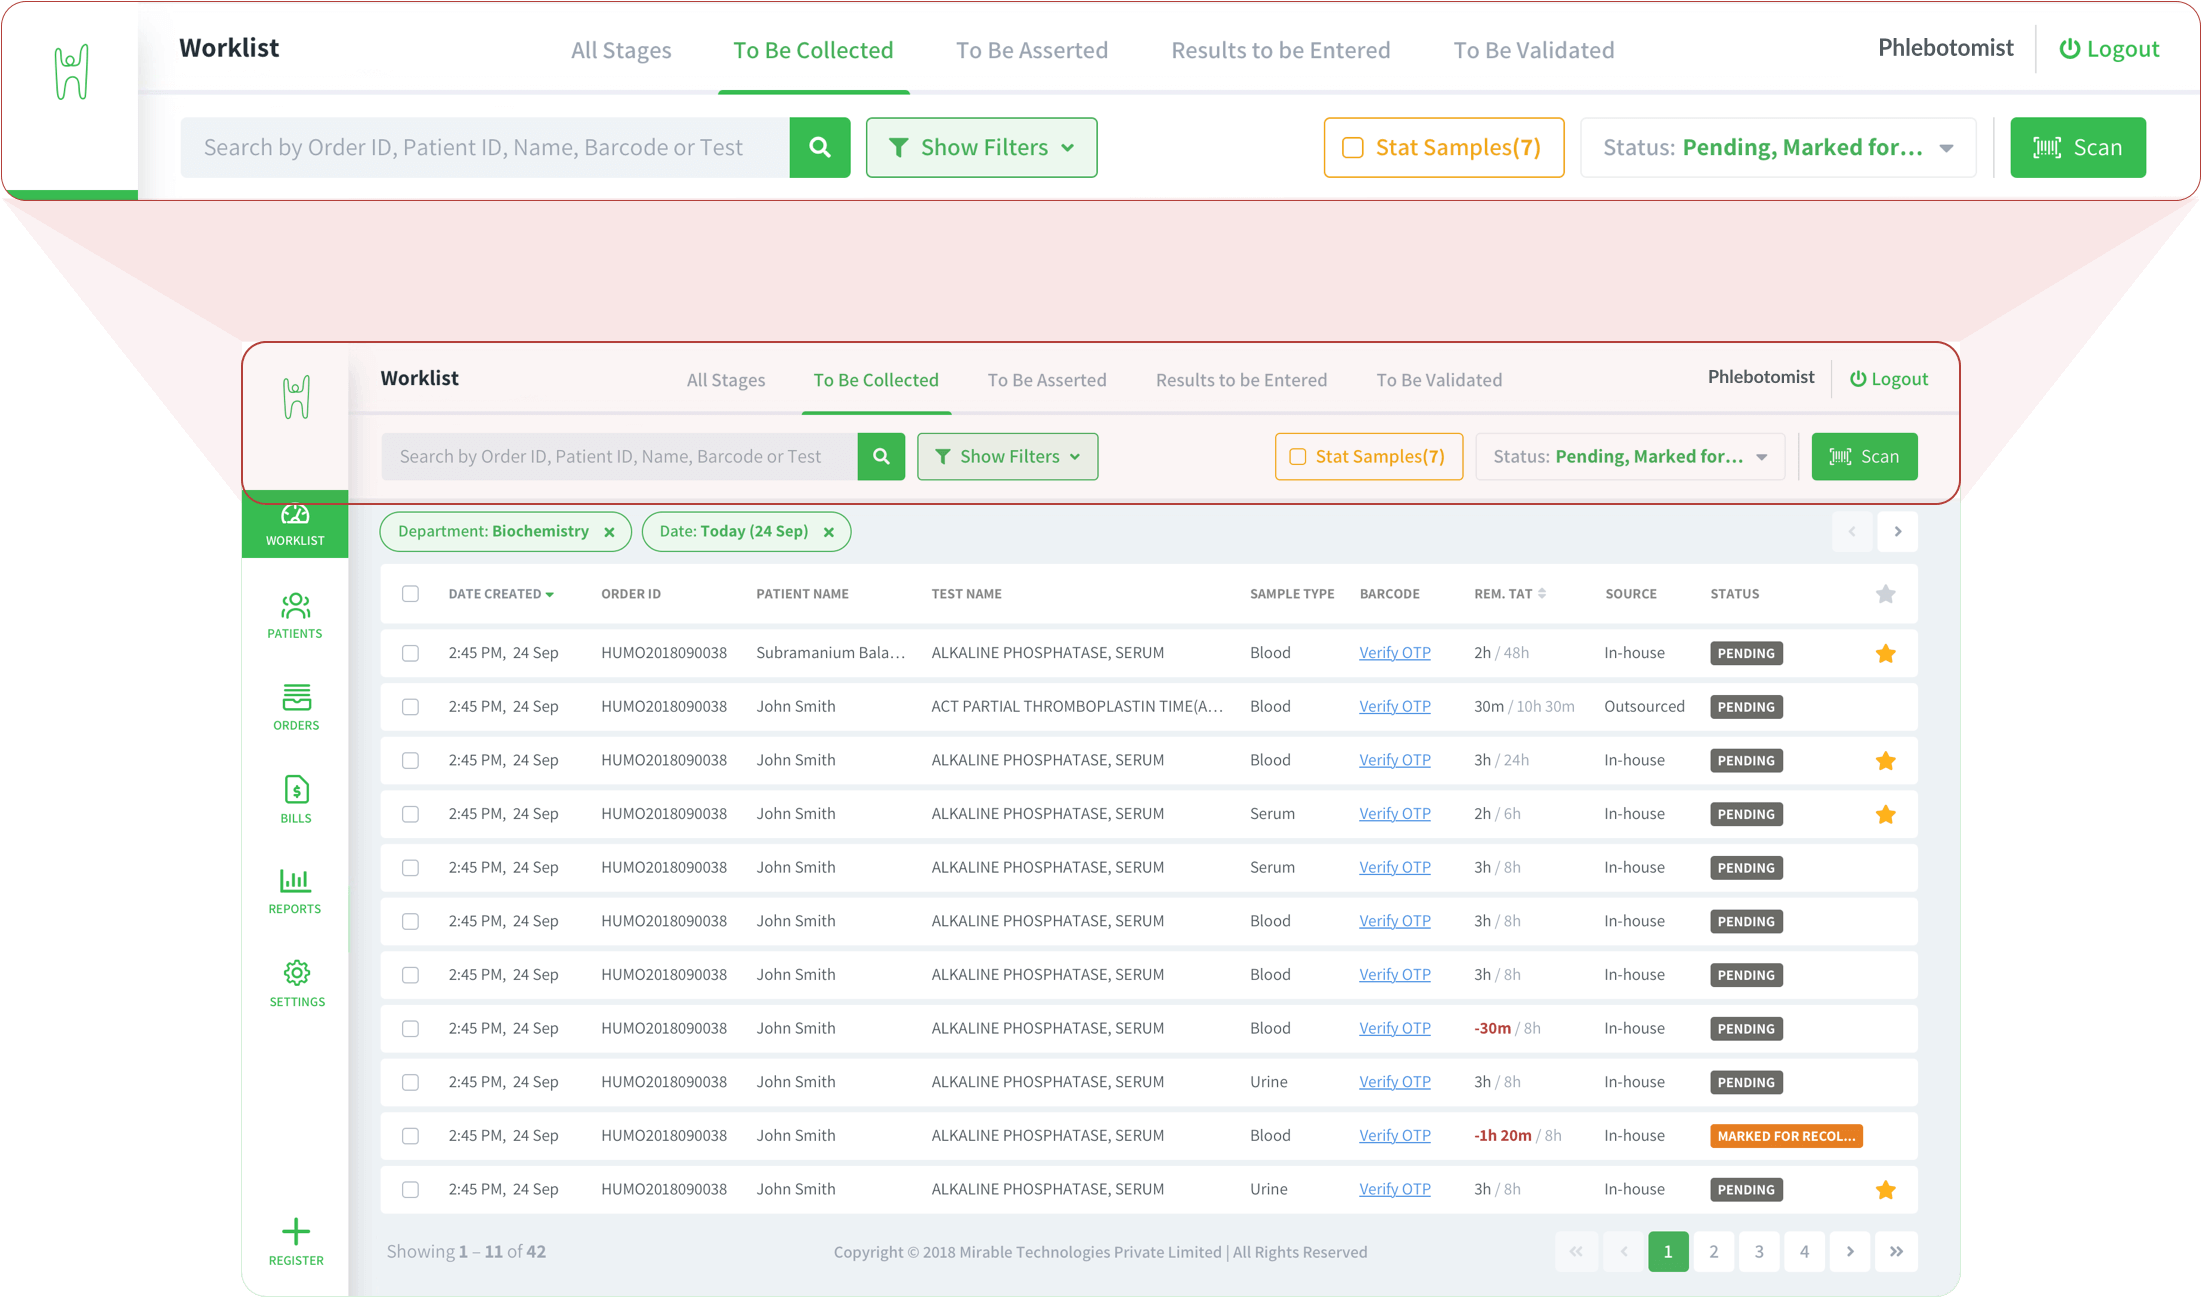 Worklist
All Stages
To Be Collected
To Be Asserted
Results to be Entered
To Be Validated
Phlebotomist
Logout
Search by Order ID, Patient ID, Name, Barcode or Test
Show Filters
Stat Samples(7)
Status: Pending, Marked for...
Scan
Worklist
All Stages
To Be Collected
To Be Asserted
Results to be Entered
To Be Validated
Phlebotomist
Logout
Search by Order ID, Patient ID, Name, Barcode or Test
Show Filters
Stat Samples(7)
Status: Pending, Marked for...
Scan
WORKLIST
PATIENTS
ORDERS
BILLS
REPORTS
SETTINGS
REGISTER
Department: Biochemistry
Date: Today (24 Sep)
DATE CREATED ORDER ID PATIENT NAME TEST NAME SAMPLE TYPE BARCODE REM. TAT SOURCE STATUS
2:45 PM, 24 Sep HUMO2018090038 Subramanium Bala... ALKALINE PHOSPHATASE, SERUM Blood Verify OTP 2h / 48h In-house PENDING
2:45 PM, 24 Sep HUMO2018090038 John Smith ACT PARTIAL THROMBOPLASTIN TIME(A... Blood Verify OTP 30m / 10h 30m Outsourced PENDING
2:45 PM, 24 Sep HUMO2018090038 John Smith ALKALINE PHOSPHATASE, SERUM Blood Verify OTP 3h / 24h In-house PENDING
2:45 PM, 24 Sep HUMO2018090038 John Smith ALKALINE PHOSPHATASE, SERUM Serum Verify OTP 2h / 6h In-house PENDING
2:45 PM, 24 Sep HUMO2018090038 John Smith ALKALINE PHOSPHATASE, SERUM Serum Verify OTP 3h / 8h In-house PENDING
2:45 PM, 24 Sep HUMO2018090038 John Smith ALKALINE PHOSPHATASE, SERUM Blood Verify OTP 3h / 8h In-house PENDING
2:45 PM, 24 Sep HUMO2018090038 John Smith ALKALINE PHOSPHATASE, SERUM Blood Verify OTP 3h / 8h In-house PENDING
2:45 PM, 24 Sep HUMO2018090038 John Smith ALKALINE PHOSPHATASE, SERUM Blood Verify OTP -30m / 8h In-house PENDING
2:45 PM, 24 Sep HUMO2018090038 John Smith ALKALINE PHOSPHATASE, SERUM Urine Verify OTP 3h / 8h In-house PENDING
2:45 PM, 24 Sep HUMO2018090038 John Smith ALKALINE PHOSPHATASE, SERUM Blood Verify OTP -1h 20m / 8h In-house MARKED FOR RECOL...
2:45 PM, 24 Sep HUMO2018090038 John Smith ALKALINE PHOSPHATASE, SERUM Urine Verify OTP 3h / 8h In-house PENDING
Showing 1 – 11 of 42
Copyright © 2018 Mirable Technologies Private Limited | All Rights Reserved
1 2 3 4